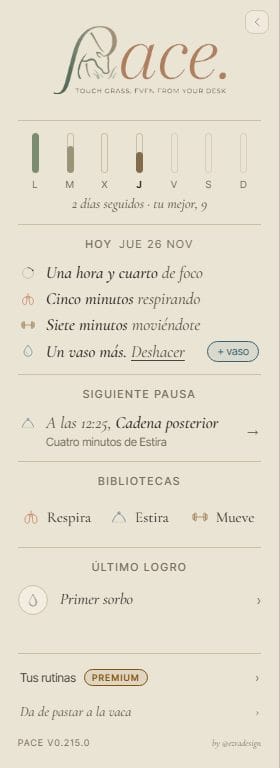 Pace.
TOUCH GRASS. EVEN FROM YOUR DESK
L M X J V S D
2 días seguidos · tu mejor, 9
HOY JUE 26 NOV
Una hora y cuarto de foco
Cinco minutos respirando
Siete minutos moviéndote
Un vaso más. Deshacer + vaso
SIGUIENTE PAUSA
A las 12:25, Cadena posterior →
Cuatro minutos de Estira
BIBLIOTECAS
Respira Estira Mueve
ÚLTIMO LOGRO
Primer sorbo
Tus rutinas PREMIUM
Da de pastar a la vaca
PACE V0.215.0 by @ezradesign